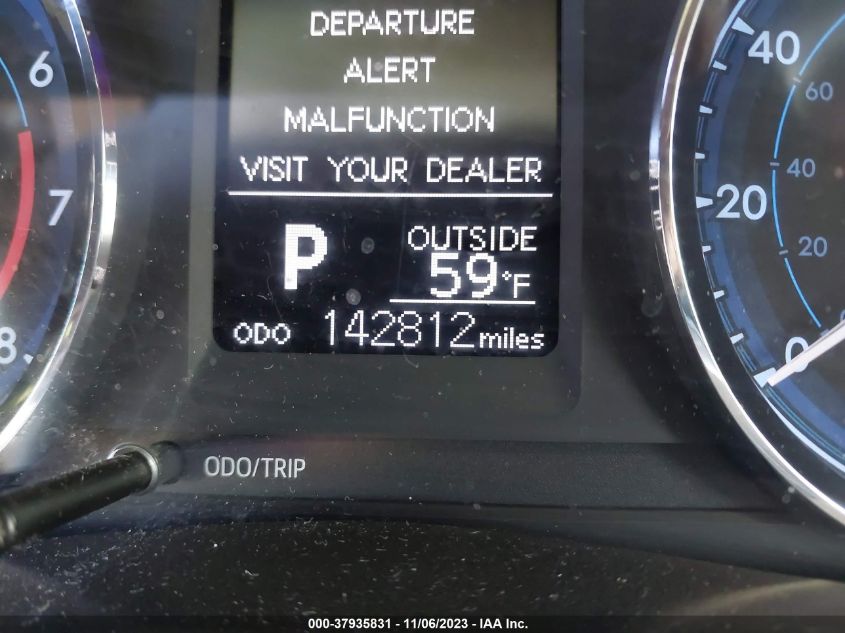 DEPARTURE
ALERT
MALFUNCTION
VISIT YOUR DEALER
P
OUTSIDE
59°F
ODO 142812 miles
6
7
8
40
20
0
60
40
20
ODO/TRIP
000-37935831 - 11/06/2023 - IAA Inc.